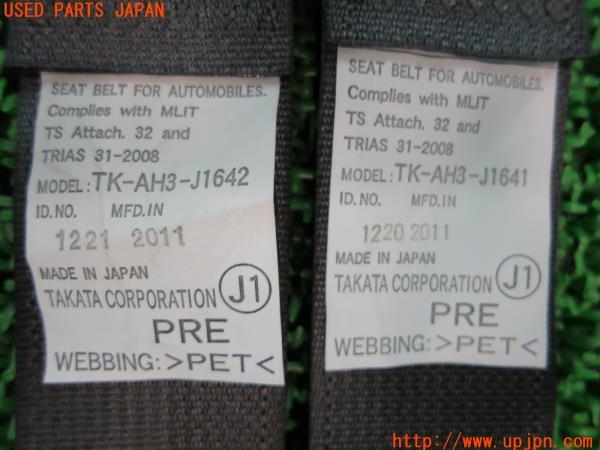 USED PARTS JAPAN
SEAT BELT FOR AUTOMOBILES.
Complies with MLIT
TS Attach. 32 and
TRIAS 31-2008
MODEL: TK-AH3-J1642
ID.NO. MFD.IN
1221 2011
MADE IN JAPAN
TAKATA CORPORATION J1
PRE
WEBBING: >PET<
SEAT BELT FOR AUTOMOBILES.
Complies with MLIT
TS Attach. 32 and
TRIAS 31-2008
MODEL: TK-AH3-J1641
ID.NO. MFD.IN
1220 2011
MADE IN JAPAN
TAKATA CORPORATION J1
PRE
WEBBING: >PET<
http://www.upjpn.com/